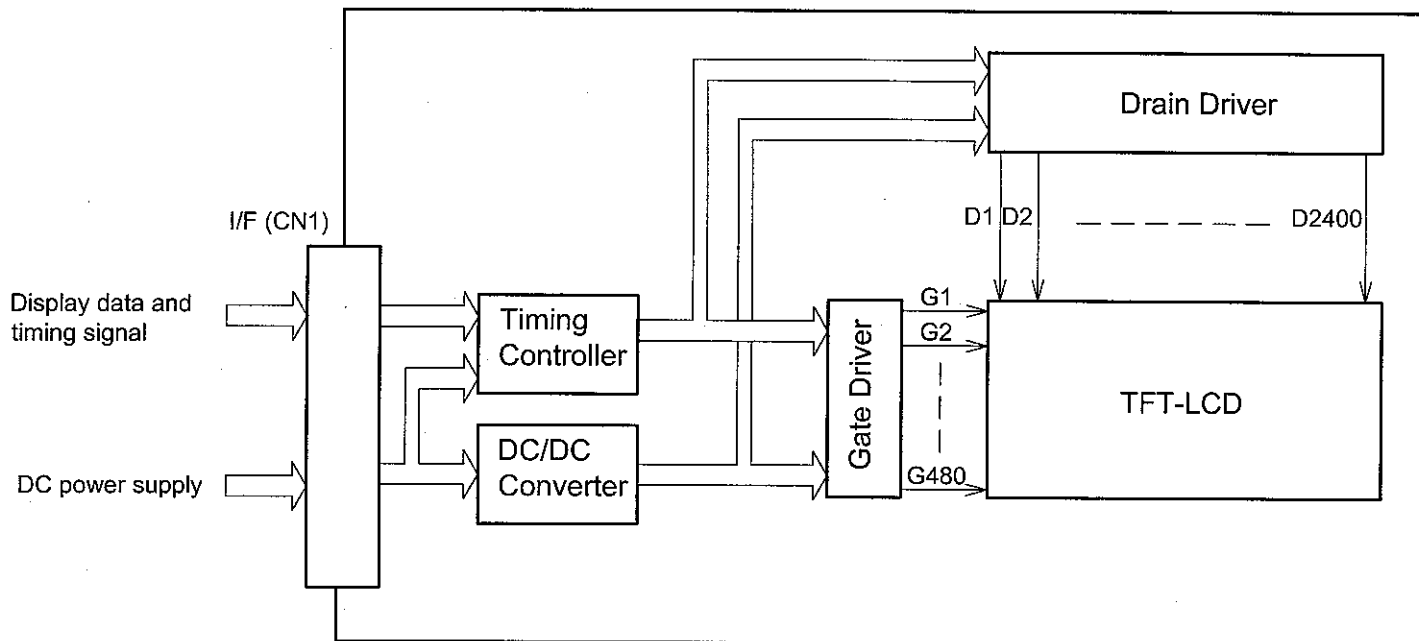 Drain Driver
I/F (CN1)
D1 D2
D2400
Display data and
timing signal
Timing
Controller
G1
G2
Gate Driver
TFT-LCD
DC/DC
Converter
DC power supply
G480